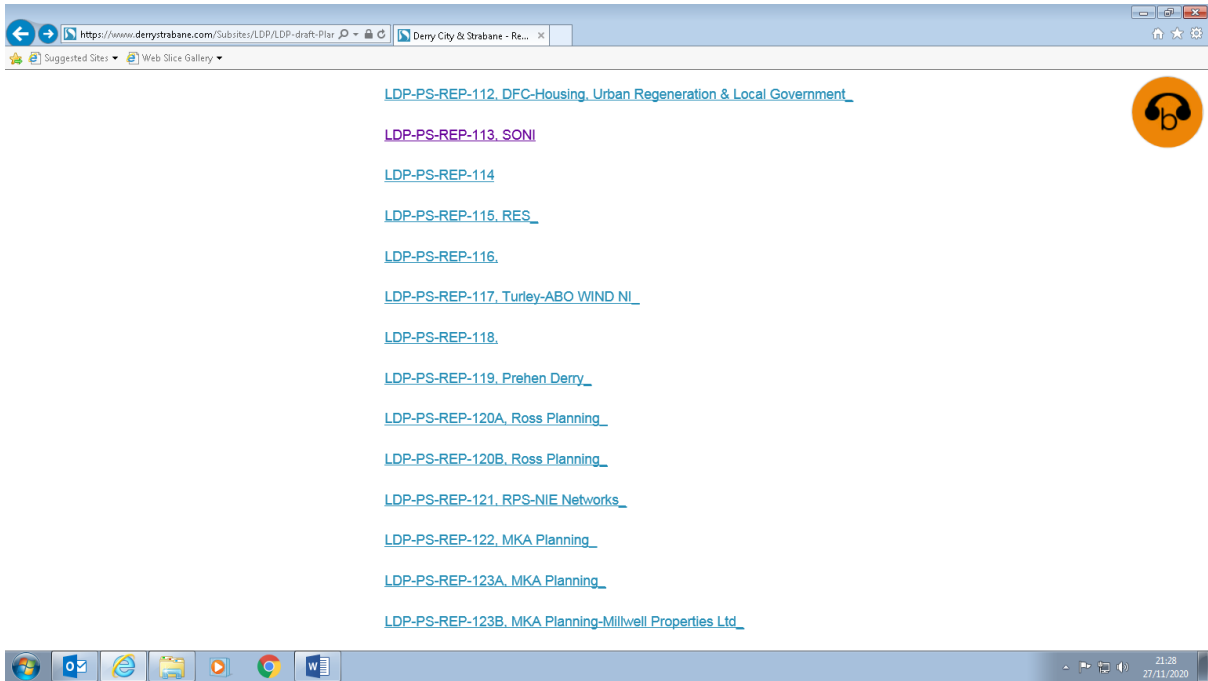 https://www.derrystrabane.com/Subsites/LDP/LDP-draft-Plar
Derry City & Strabane - Re...
Suggested Sites
Web Slice Gallery
LDP-PS-REP-112, DFC-Housing, Urban Regeneration & Local Government_
b
LDP-PS-REP-113, SONI
LDP-PS-REP-114
LDP-PS-REP-115, RES_
LDP-PS-REP-116,
LDP-PS-REP-117, Turley-ABO WIND NI_
LDP-PS-REP-118,
LDP-PS-REP-119, Prehen Derry_
LDP-PS-REP-120A, Ross Planning_
LDP-PS-REP-120B, Ross Planning_
LDP-PS-REP-121, RPS-NIE Networks_
LDP-PS-REP-122, MKA Planning_
LDP-PS-REP-123A, MKA Planning_
LDP-PS-REP-123B, MKA Planning-Millwell Properties Ltd_
21:28
27/11/2020